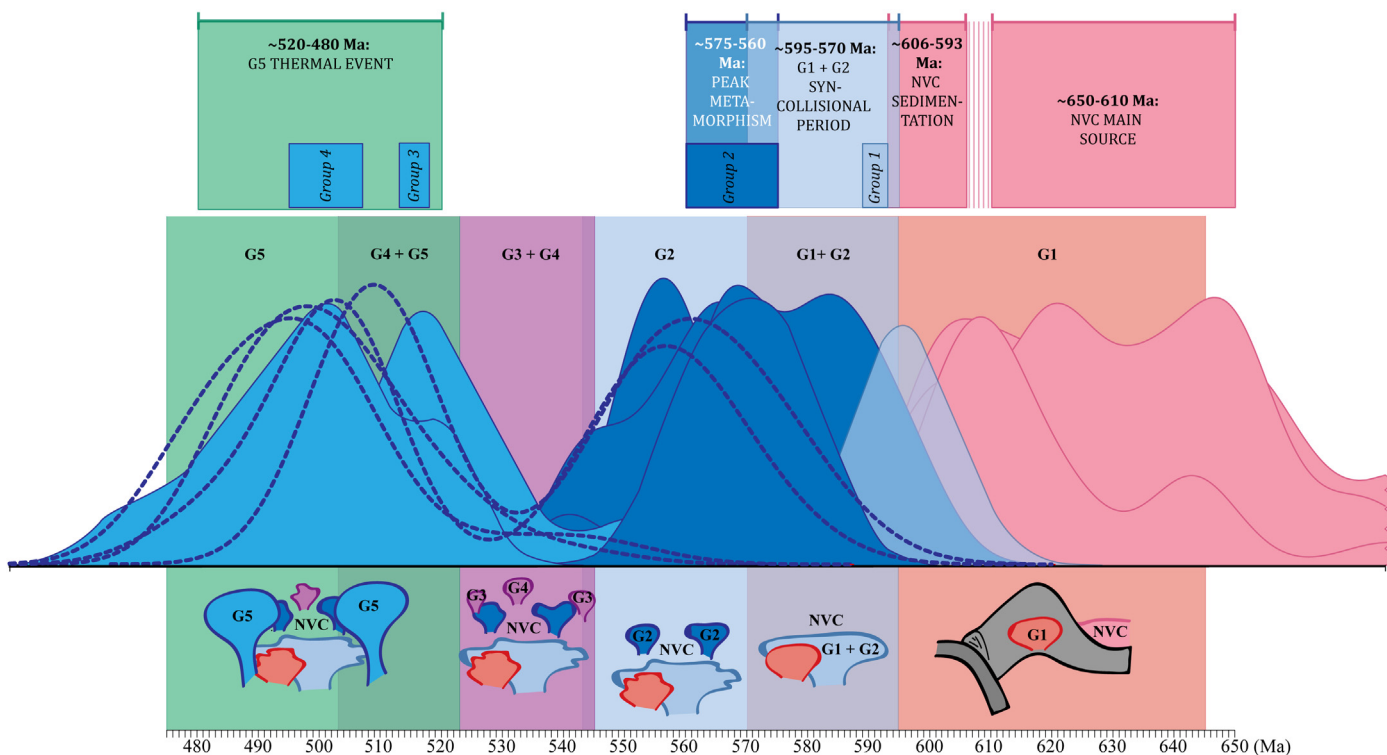 ~520-480 Ma:
G5 THERMAL EVENT
Group 4
Group 3
~575-560
Ma:
PEAK
META-
MORPHISM
Group 2
~595-570 Ma:
G1 + G2
SYN-
COLLISIONAL
PERIOD
Group 1
~606-593
Ma:
NVC
SEDIMEN-
TATION
~650-610 Ma:
NVC MAIN
SOURCE
G5
G4 + G5
G3 + G4
G2
G1+ G2
G1
G5
G5
NVC
G3
G4
G3
NVC
G2
G2
NVC
NVC
G1 + G2
G1
NVC
480 490 500 510 520 530 540 550 560 570 580 590 600 610 630 640 650 (Ma)